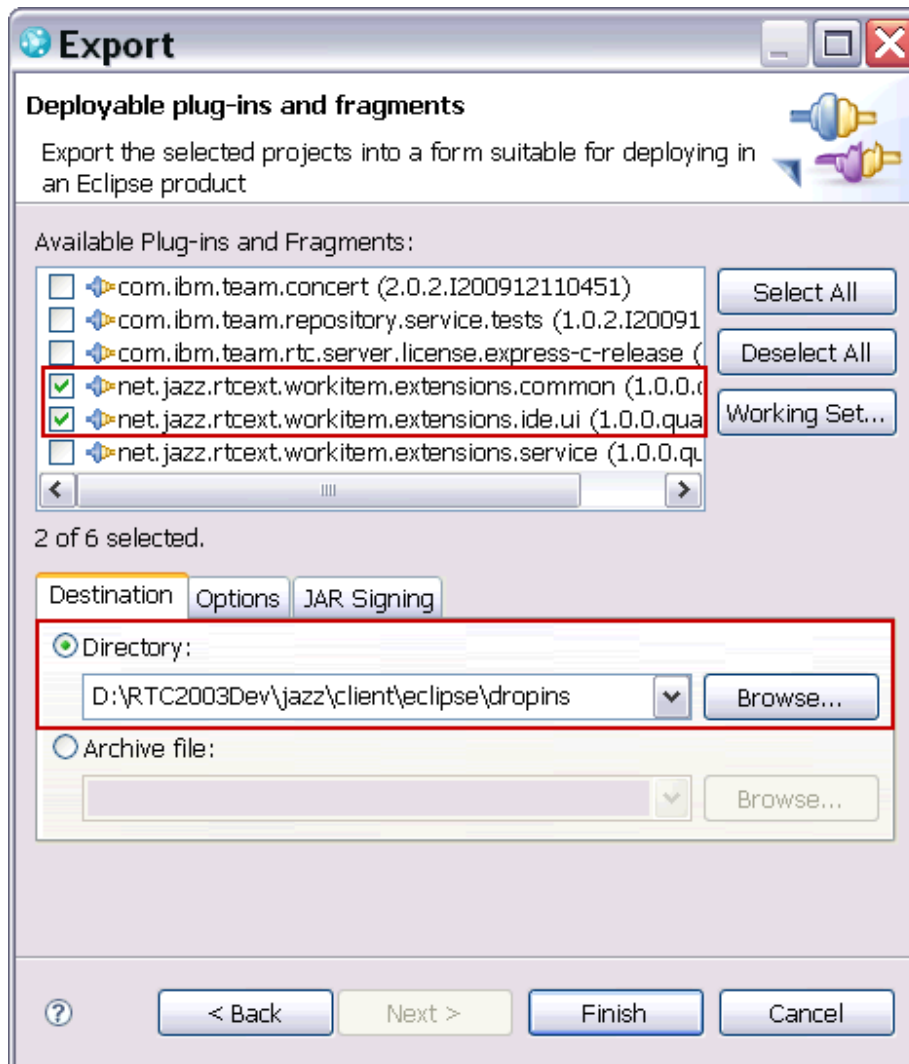 Export
Deployable plug-ins and fragments
Export the selected projects into a form suitable for deploying in
an Eclipse product
Available Plug-ins and Fragments:
com.ibm.team.concert (2.0.2.I200912110451)
Select All
com.ibm.team.repository.service.tests (1.0.2.I20091
com.ibm.team.rtc.server.license.express-c-release (
Deselect All
net.jazz.rtcext.workitem.extensions.common (1.0.0.
net.jazz.rtcext.workitem.extensions.ide.ui (1.0.0.qua
Working Set...
net.jazz.rtcext.workitem.extensions.service (1.0.0.qu
2 of 6 selected.
Destination Options JAR Signing
Directory:
D:\RTC2003Dev\jazz\client\eclipse\dropins Browse...
Archive file:
Browse...
? < Back Next > Finish Cancel